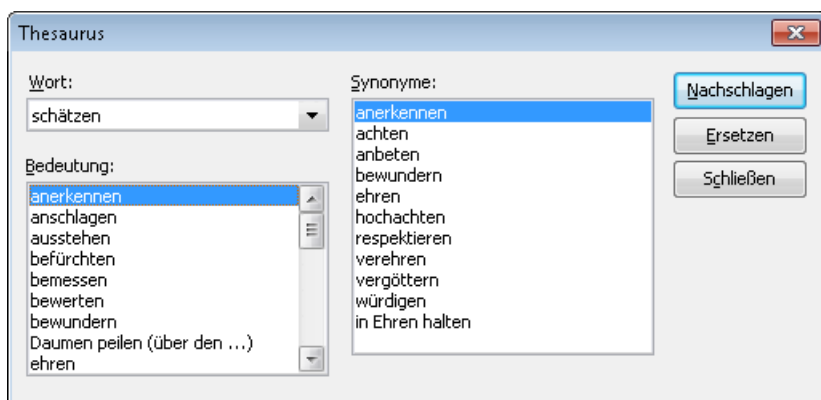 Thesaurus
Wort:
schätzen
Bedeutung:
anerkennen
anschlagen
ausstehen
befürchten
bemessen
bewerten
bewundern
Daumen peilen (über den ...)
ehren
Synonyme:
anerkennen
achten
anbeten
bewundern
ehren
hochachten
respektieren
verehren
vergöttern
würdigen
in Ehren halten
Nachschlagen
Ersetzen
Schließen